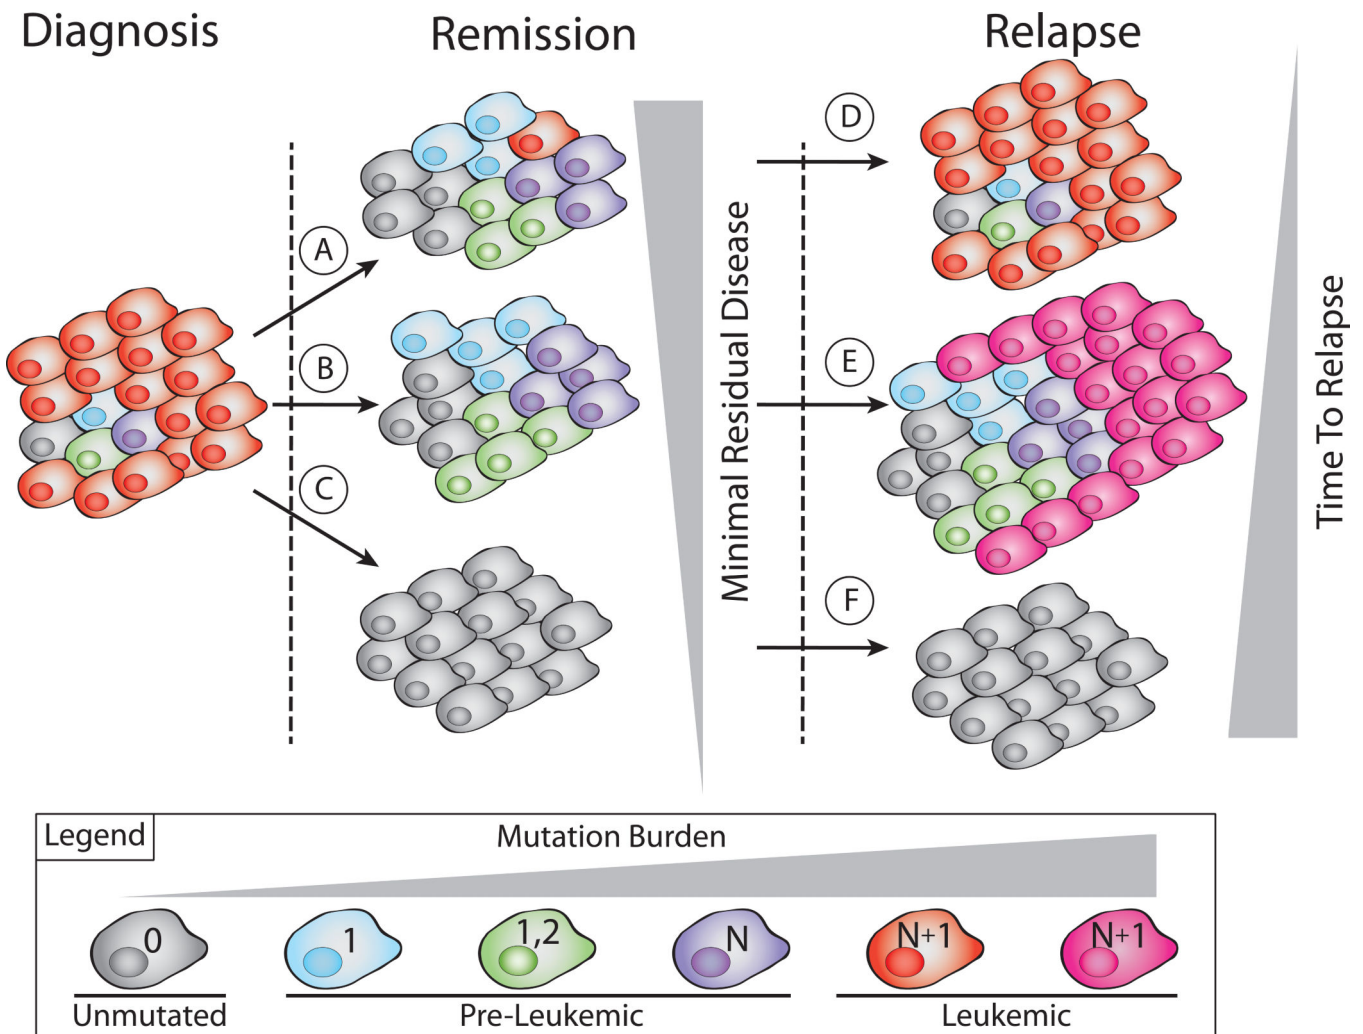 Diagnosis
Remission
Relapse
A
B
C
D
E
F
Minimal Residual Disease
Time To Relapse
Legend
Mutation Burden
0
1
1,2
N
N+1
N+1
Unmutated
Pre-Leukemic
Leukemic